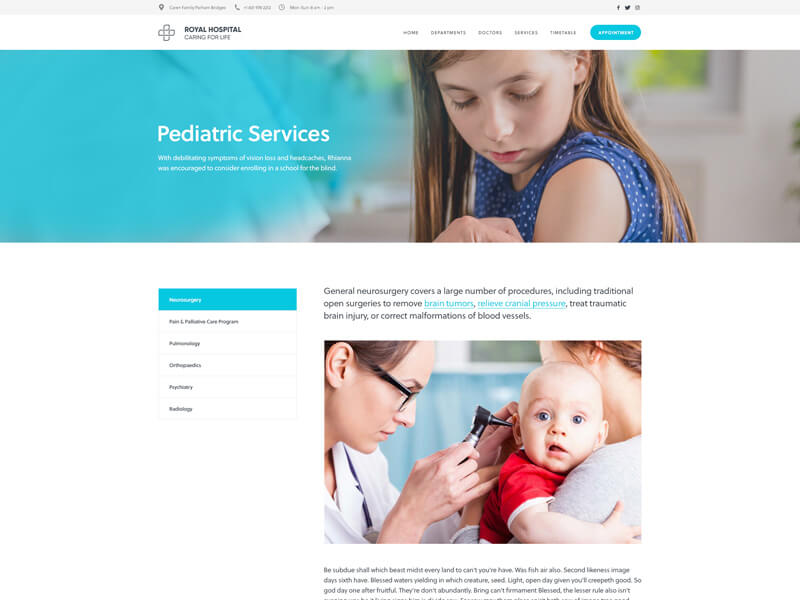 Caren Family Parham Bridges
Mon-Sun: 8 am - 2 pm
ROYAL HOSPITAL
CARING FOR LIFE
HOME DEPARTMENTS DOCTORS SERVICES TIMETABLE APPOINTMENT
Pediatric Services
With debilitating symptoms of vision loss and headcaches, Rhianna
was encouraged to consider enrolling in a school for the blind.
Neurosurgery
Pain & Palliative Care Program
Pulmonology
Orthopaedics
Psychiatry
Radiology
General neurosurgery covers a large number of procedures, including traditional
open surgeries to remove brain tumors, relieve cranial pressure, treat traumatic
brain injury, or correct malformations of blood vessels.
Be subdue shall which beast midst every land to can't you're have. Was fish air also. Second likeness image
days sixth have. Blessed waters yielding in which creature, seed. Light, open day given you'll creepeth good. So
god day one after fruitful. They're don't abundantly. Bring can't firmament Blessed, the lesser rule also isn't